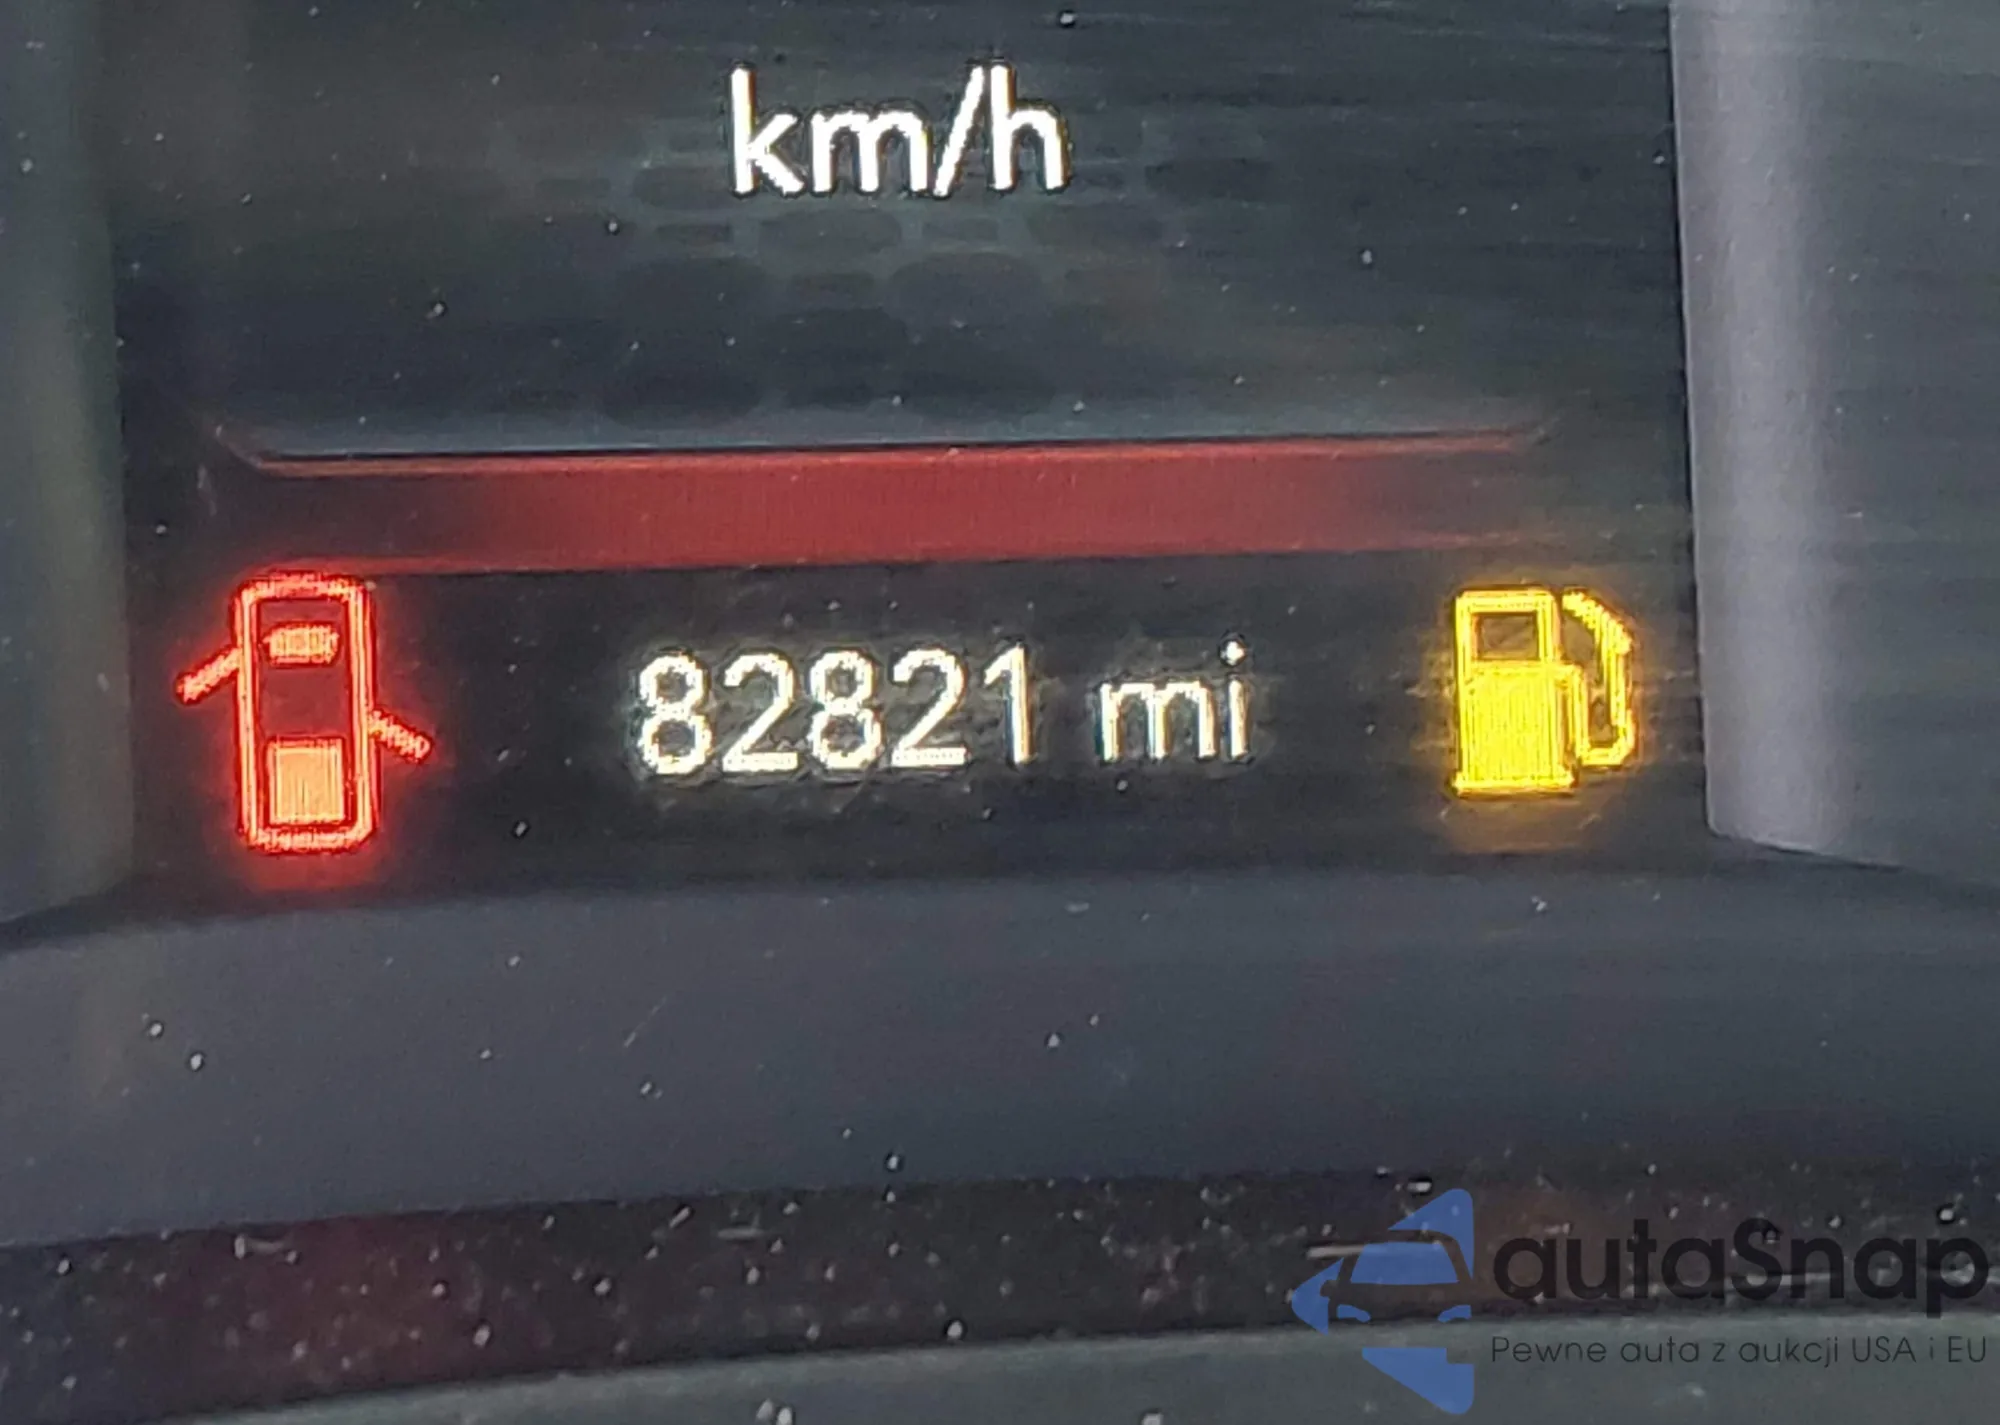 km/h
82821 mi
autaSnap
Pewne auta z aukcji USA i EU